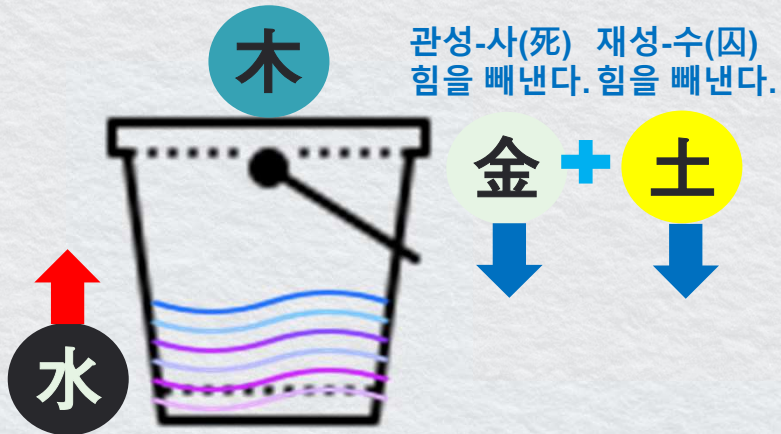 木
관성-사(死) 재성-수(囚)
힘을 빼낸다. 힘을 빼낸다.
金 + 土
水